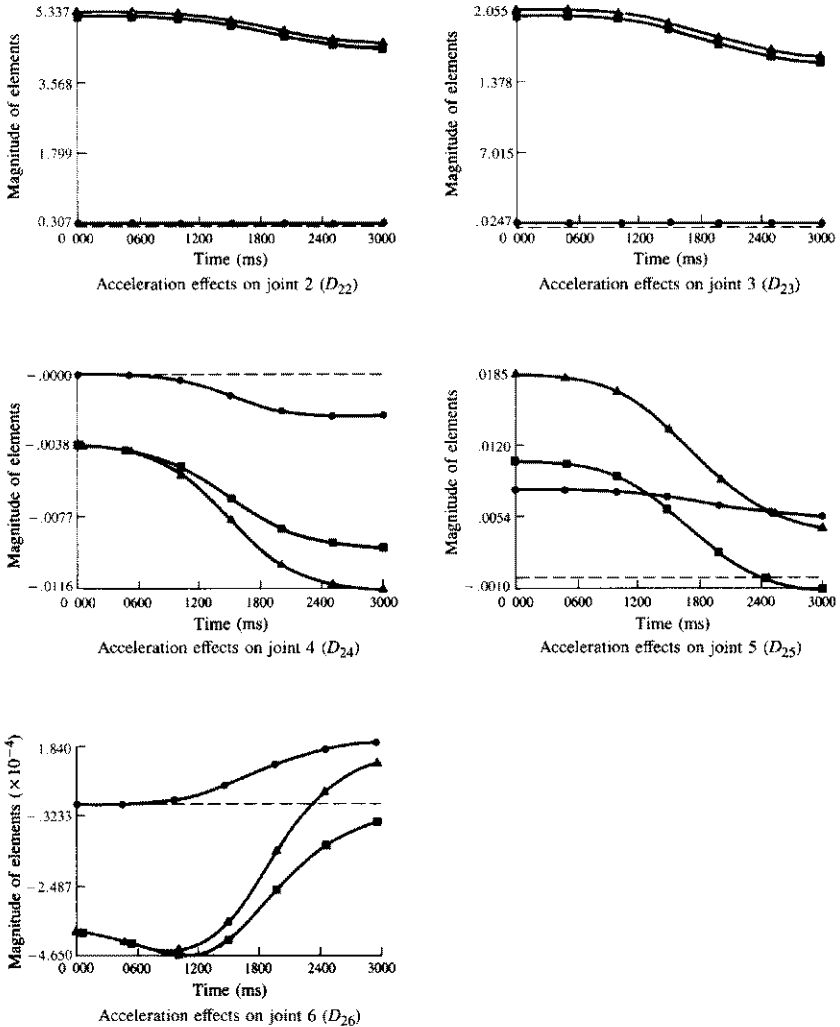 5.337
3.568
1.799
0.307
Magnitude of elements
0 000 0600 1200 1800 2400 3000
Time (ms)
Acceleration effects on joint 2 (D22)
2.055
1.378
7.015
.0247
Magnitude of elements
0 000 0600 1200 1800 2400 3000
Time (ms)
Acceleration effects on joint 3 (D23)
-.0000
-.0038
-.0077
-.0116
Magnitude of elements
0 000 0600 1200 1800 2400 3000
Time (ms)
Acceleration effects on joint 4 (D24)
.0185
.0120
.0054
-.0010
Magnitude of elements
0 000 0600 1200 1800 2400 3000
Time (ms)
Acceleration effects on joint 5 (D25)
1.840
-.3233
-2.487
-4.650
Magnitude of elements (×10−4)
0 000 0600 1200 1800 2400 3000
Time (ms)
Acceleration effects on joint 6 (D26)